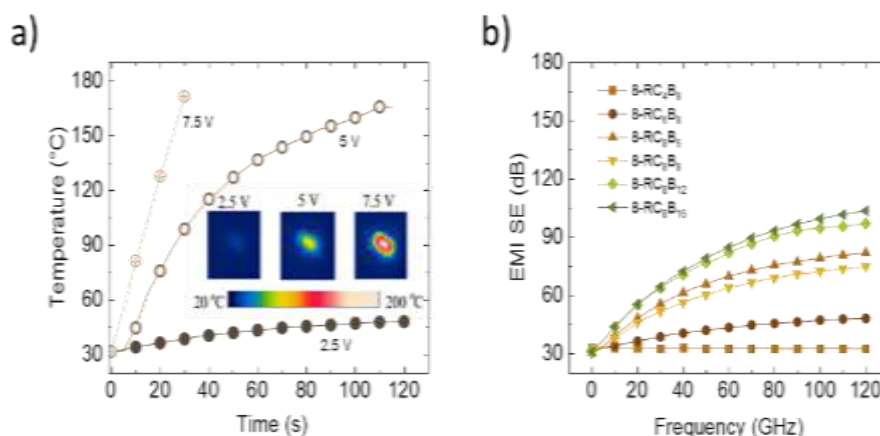 a)
180
150
120
90
60
30
Temperature (°C)
7.5 V
5 V
2.5 V
5 V
7.5 V
20 ℃
200 ℃
2.5 V
0 20 40 60 80 100 120
Time (s)
b)
180
150
120
90
60
30
EMI SE (dB)
0 20 40 60 80 100 120
Frequency (GHz)